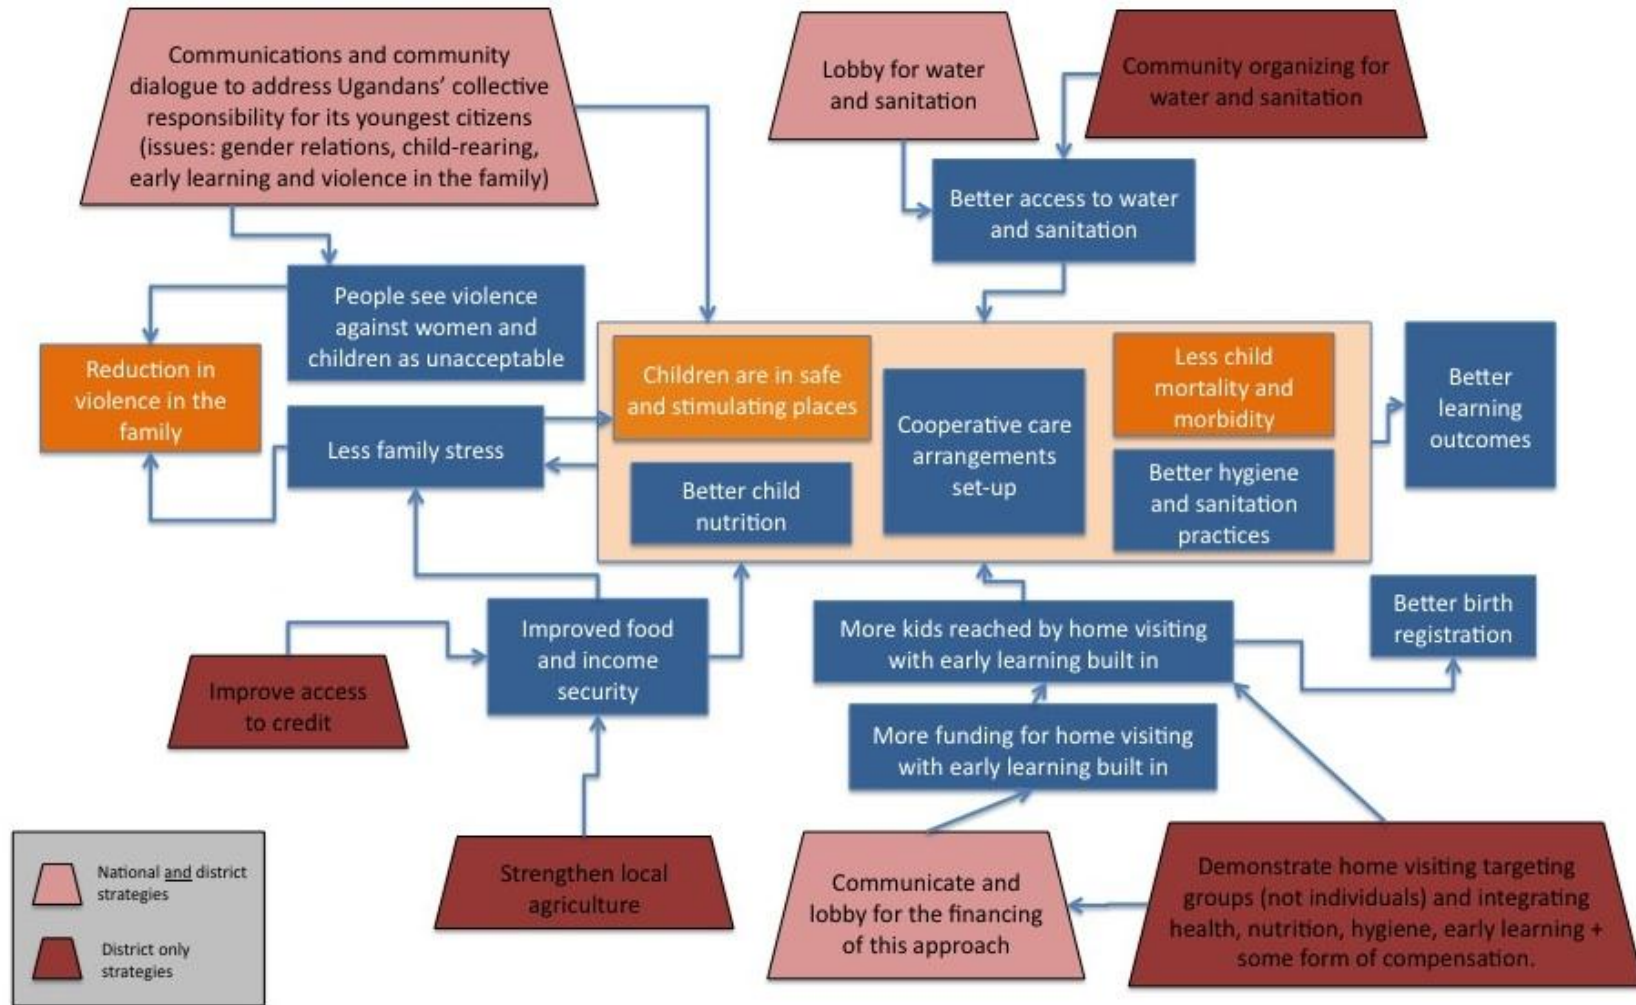 Communications and community
dialogue to address Ugandans’ collective
responsibility for its youngest citizens
(issues: gender relations, child-rearing,
early learning and violence in the family)
Lobby for water
and sanitation
Community organizing for
water and sanitation
Better access to water
and sanitation
People see violence
against women and
children as unacceptable
Reduction in
violence in the
family
Less family stress
Children are in safe
and stimulating places
Better child
nutrition
Cooperative care
arrangements
set-up
Less child
mortality and
morbidity
Better hygiene
and sanitation
practices
Better
learning
outcomes
Improved food
and income
security
More kids reached by home visiting
with early learning built in
Better birth
registration
Improve access
to credit
More funding for home visiting
with early learning built in
Strengthen local
agriculture
Communicate and
lobby for the financing
of this approach
Demonstrate home visiting targeting
groups (not individuals) and integrating
health, nutrition, hygiene, early learning +
some form of compensation.
National and district
strategies
District only
strategies